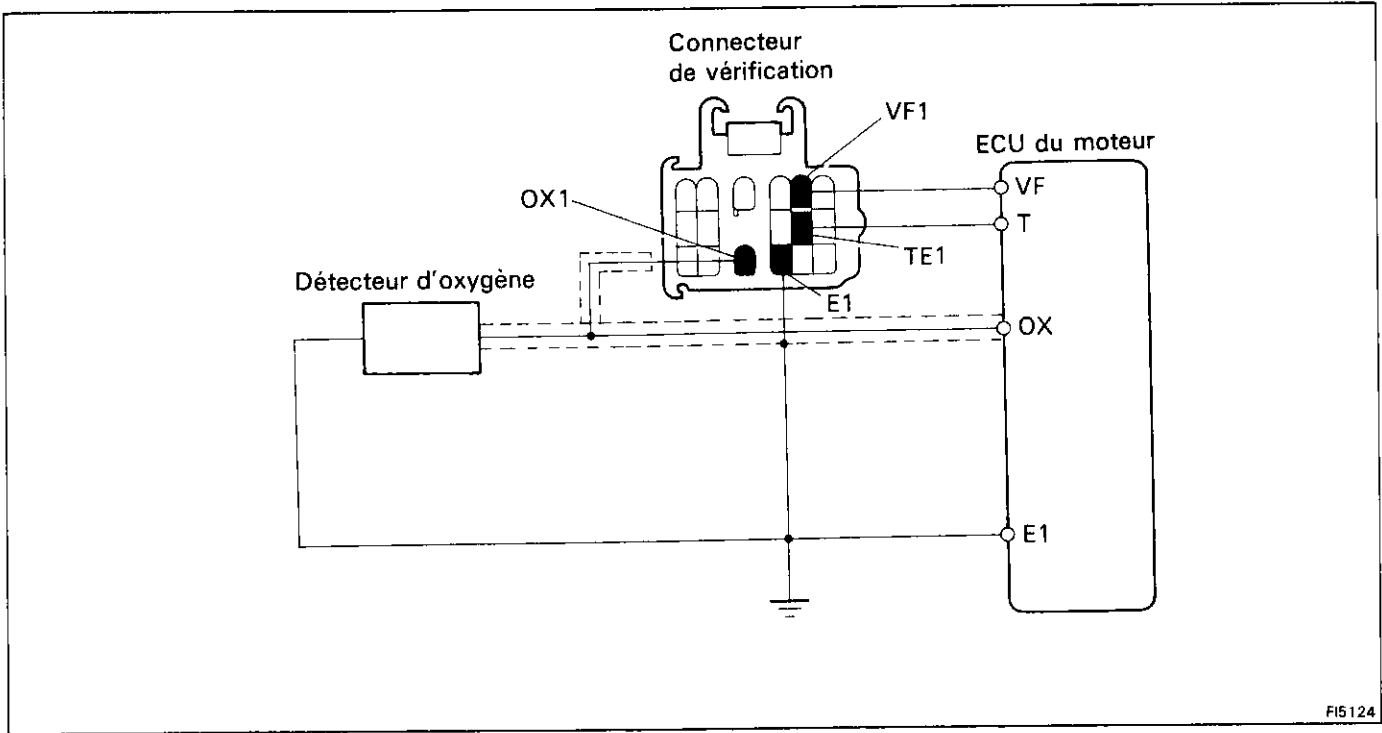 Connecteur
de vérification
VF1
ECU du moteur
VF
OX1
T
TE1
Détecteur d'oxygène
E1
OX
E1
FI5124